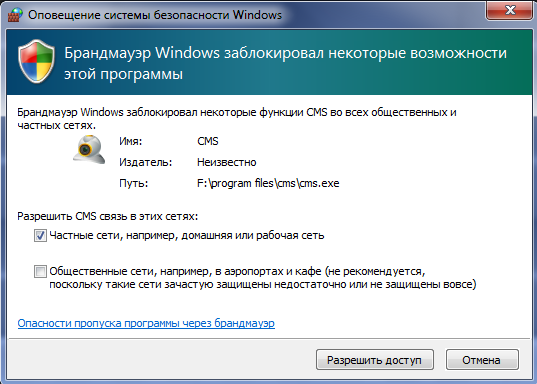 Оповещение системы безопасности Windows
Брандмауэр Windows заблокировал некоторые возможности
этой программы
Брандмауэр Windows заблокировал некоторые функции CMS во всех общественных и
частных сетях.
Имя: CMS
Издатель: Неизвестно
Путь: F:\program files\cms\cms.exe
Разрешить CMS связь в этих сетях:
Частные сети, например, домашняя или рабочая сеть
Общественные сети, например, в аэропортах и кафе (не рекомендуется,
поскольку такие сети зачастую защищены недостаточно или не защищены вовсе)
Опасности пропуска программы через брандмауэр
Разрешить доступ
Отмена